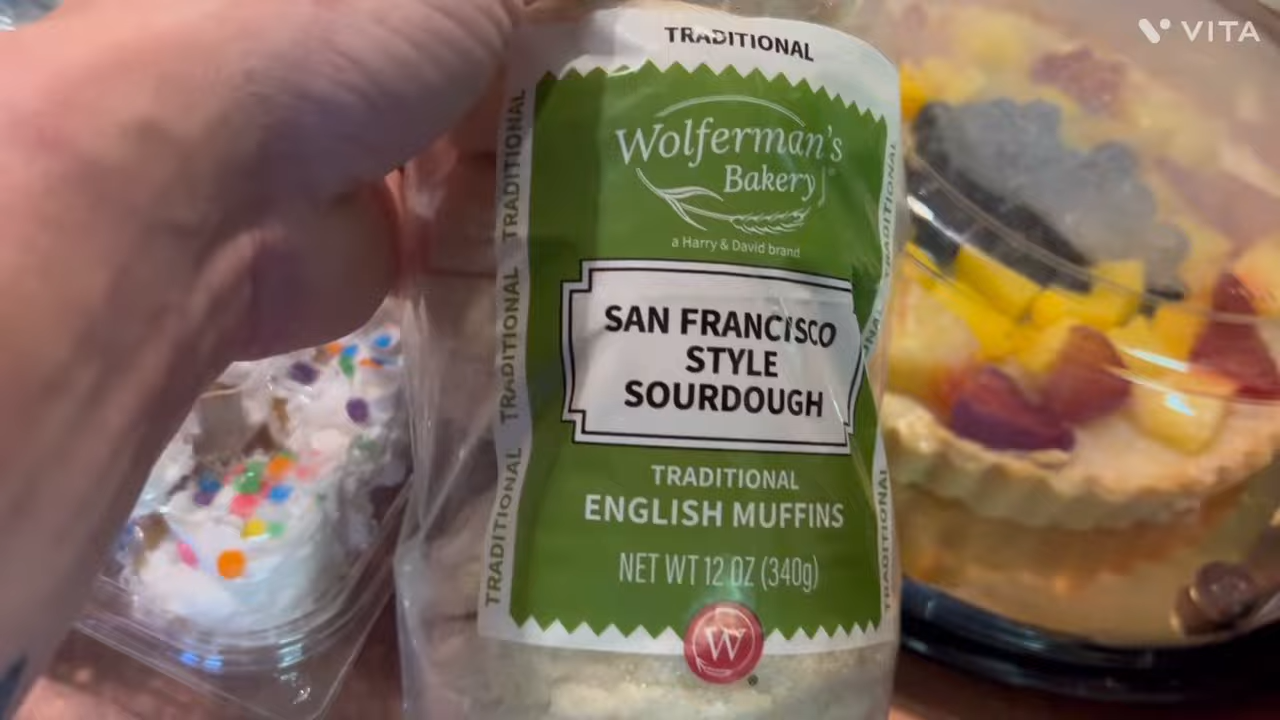 VITA
TRADITIONAL
Wolferman's
Bakery
a Harry & David brand
SAN FRANCISCO
STYLE
SOURDOUGH
TRADITIONAL
ENGLISH MUFFINS
NET WT 12 OZ (340g)
W
TRADITIONAL
TRADITIONAL
TRADITIONAL
TRADITIONAL
TRADITIONAL